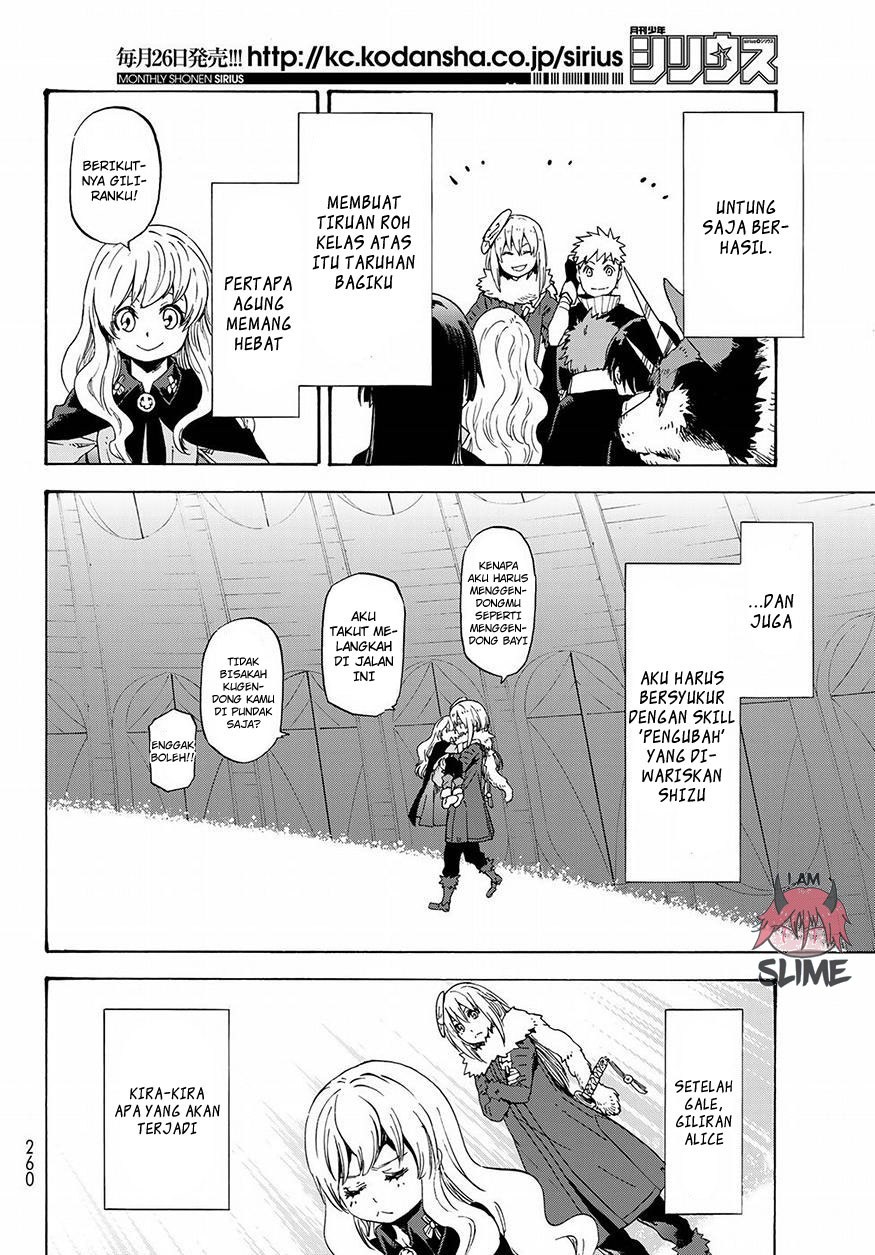 毎月26日発売!!! http://kc.kodansha.co.jp/sirius
MONTHLY SHONEN SIRIUS
月刊少年
シリウス
UNTUNG
SAJA BER-
HASIL.
MEMBUAT
TIRUAN ROH
KELAS ATAS
ITU TARUHAN
BAGIKU
PERTAPA
AGUNG
MEMANG
HEBAT
BERIKUT-
NYA GILI-
RANKU!
...DAN
JUGA
AKU HARUS
BERSYUKUR
DENGAN SKILL
'PENGUBAH'
YANG DI-
WARISKAN
SHIZU
KENAPA
AKU HARUS
MENGGEN-
DONGMU
SEPERTI
MENGGEN-
DONG BAYI
AKU
TAKUT ME-
LANGKAH
DI JALAN
INI
TIDAK
BISAKAH
KUGEN-
DONG KAMU
DI PUNDAK
SAJA?
ENGGAK
BOLEH!!
I AM
SLIME
SETELAH
GALE,
GILIRAN
ALICE
KIRA-KIRA
APA YANG AKAN
TERJADI
260